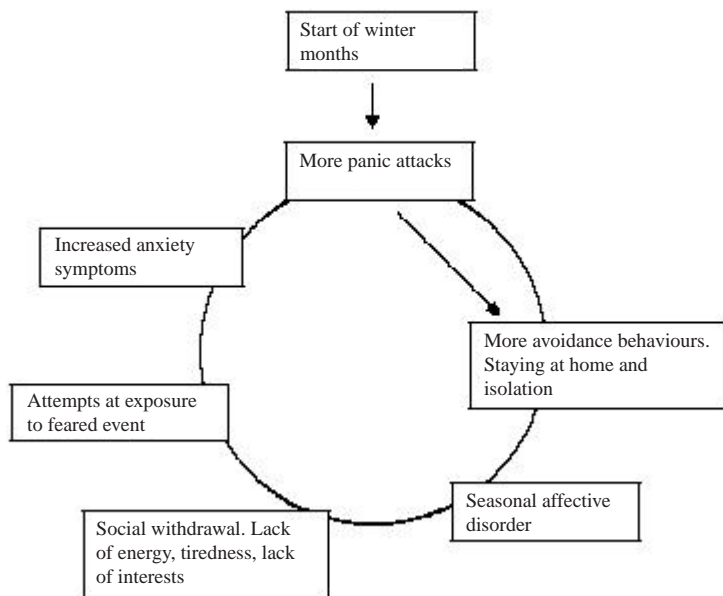 Start of winter
months
More panic attacks
Increased anxiety
symptoms
More avoidance behaviours.
Staying at home and
isolation
Attempts at exposure
to feared event
Seasonal affective
disorder
Social withdrawal. Lack
of energy, tiredness, lack
of interests